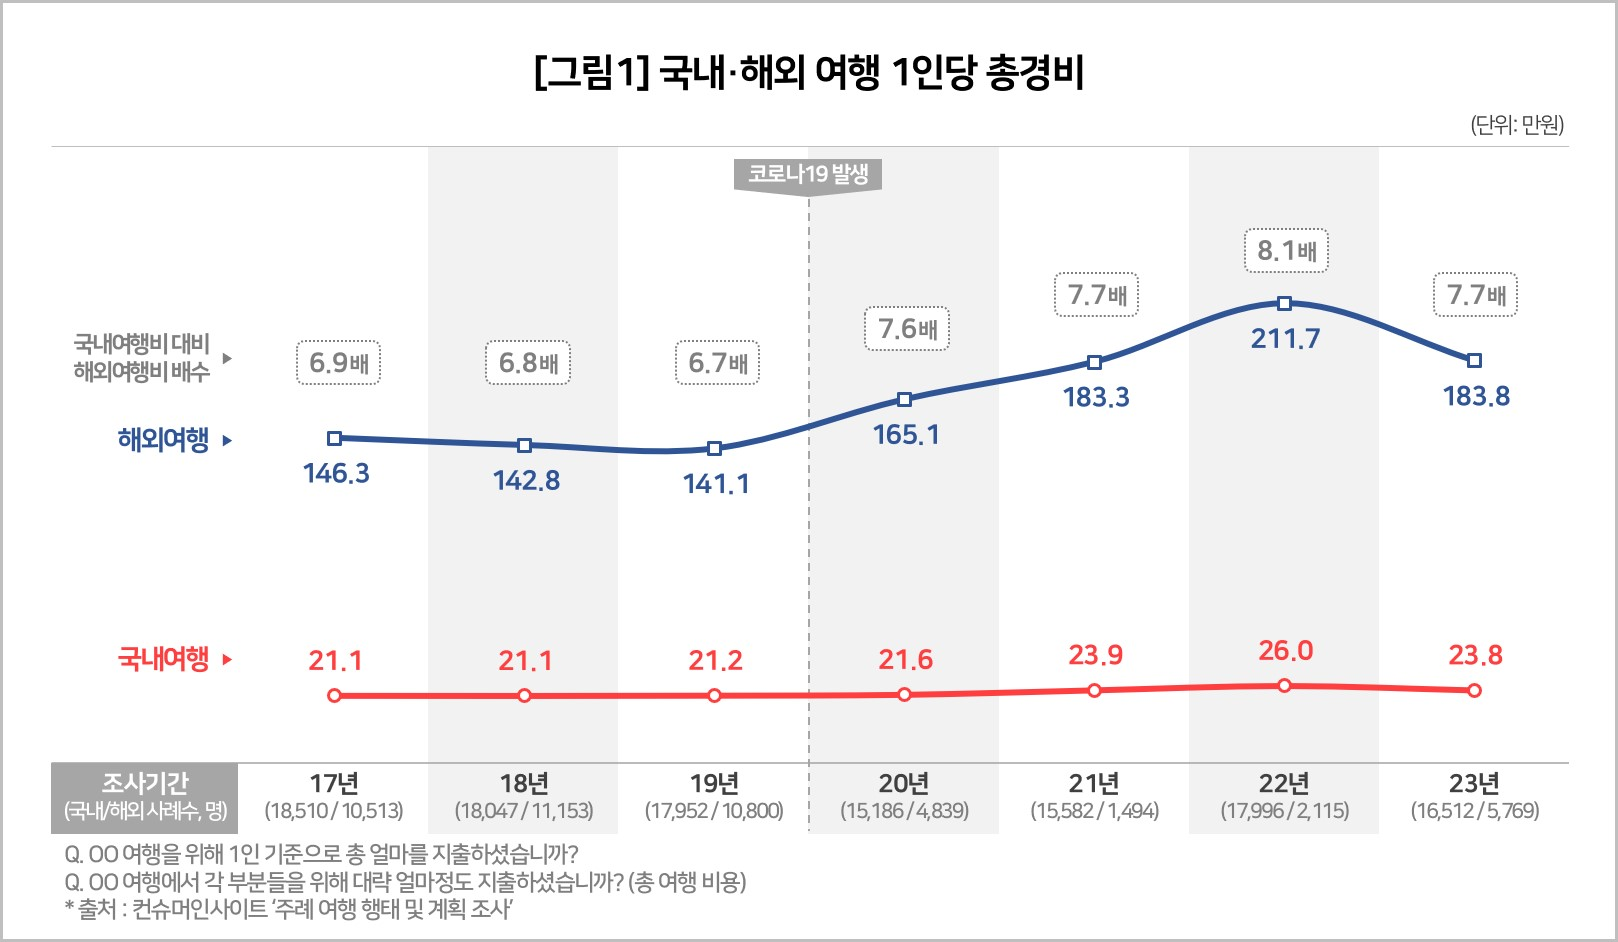 [그림1] 국내·해외 여행 1인당 총경비
(단위: 만원)
코로나19 발생
국내여행비 대비
해외여행비 배수
6.9배 6.8배 6.7배 7.6배 7.7배 8.1배 7.7배
해외여행
146.3 142.8 141.1 165.1 183.3 211.7 183.8
국내여행
21.1 21.1 21.2 21.6 23.9 26.0 23.8
조사기간 17년 18년 19년 20년 21년 22년 23년
(국내/해외 사례수, 명) (18,510 / 10,513) (18,047 / 11,153) (17,952 / 10,800) (15,186 / 4,839) (15,582 / 1,494) (17,996 / 2,115) (16,512 / 5,769)
Q. OO 여행을 위해 1인 기준으로 총 얼마를 지출하셨습니까?
Q. OO 여행에서 각 부분들을 위해 대략 얼마정도 지출하셨습니까? (총 여행 비용)
* 출처 : 컨슈머인사이트 ‘주례 여행 행태 및 계획 조사’